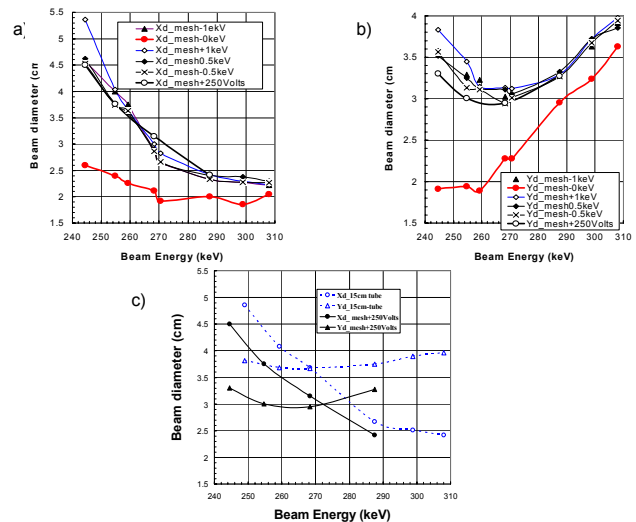 a)
Xd_mesh-1ekV
Xd_mesh-0keV
Xd_mesh+1keV
Xd_mesh0.5keV
Xd_mesh-0.5keV
Xd_mesh+250Volts
Beam diameter (cm
5.5
5
4.5
4
3.5
3
2.5
2
1.5
240 250 260 270 280 290 300 310
Beam Energy (keV)
b)
Yd_mesh-1keV
Yd_mesh-0keV
Yd_mesh+1keV
Yd_mesh0.5keV
Yd_mesh-0.5keV
Yd_mesh+250Volts
Beam diameter (cm)
4
3.5
3
2.5
2
1.5
240 250 260 270 280 290 300 310
Beam Energy (keV)
c)
Xd_15cm tube
Yd_15cm-tube
Xd_ mesh+250Volts
Yd_mesh+250Volts
Beam diameter (cm)
5.5
5
4.5
4
3.5
3
2.5
2
1.5
240 250 260 270 280 290 300 310
Beam Energy (keV)